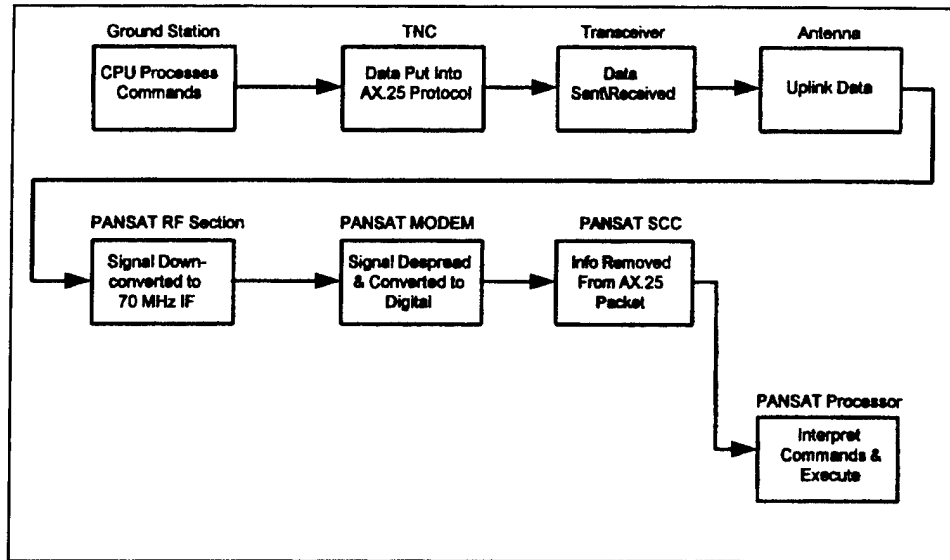 Ground Station
CPU Processes
Commands
TNC
Data Put Into
AX.25 Protocol
Transceiver
Data
Sent\Received
Antenna
Uplink Data
PANSAT RF Section
Signal Down-
converted to
70 MHz IF
PANSAT MODEM
Signal Despread
& Converted to
Digital
PANSAT SCC
Info Removed
From AX.25
Packet
PANSAT Processor
Interpret
Commands &
Execute